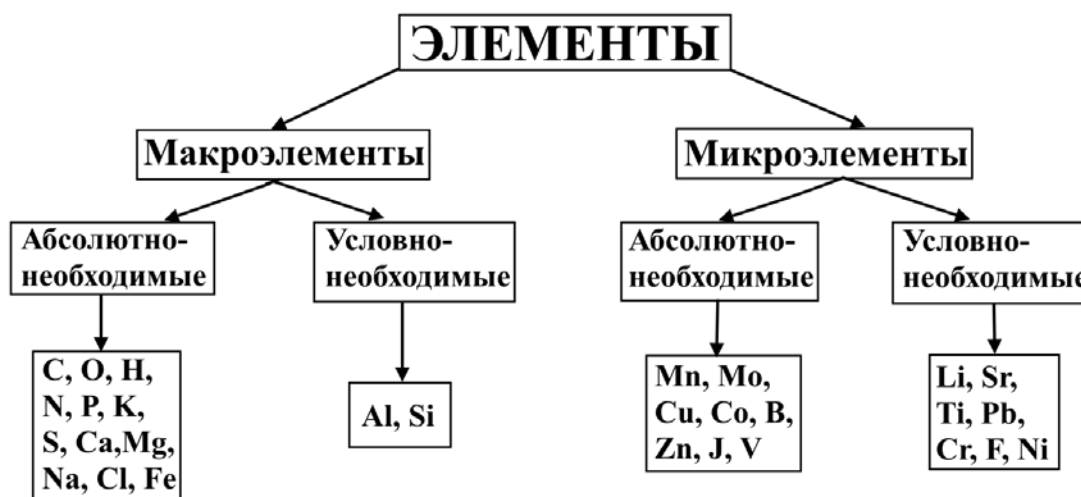 ЭЛЕМЕНТЫ
Макроэлементы
Микроэлементы
Абсолютно-
необходимые
Условно-
необходимые
Абсолютно-
необходимые
Условно-
необходимые
C, O, H,
N, P, K,
S, Ca,Mg,
Na, Cl, Fe
Al, Si
Mn, Mo,
Cu, Co, B,
Zn, J, V
Li, Sr,
Ti, Pb,
Cr, F, Ni